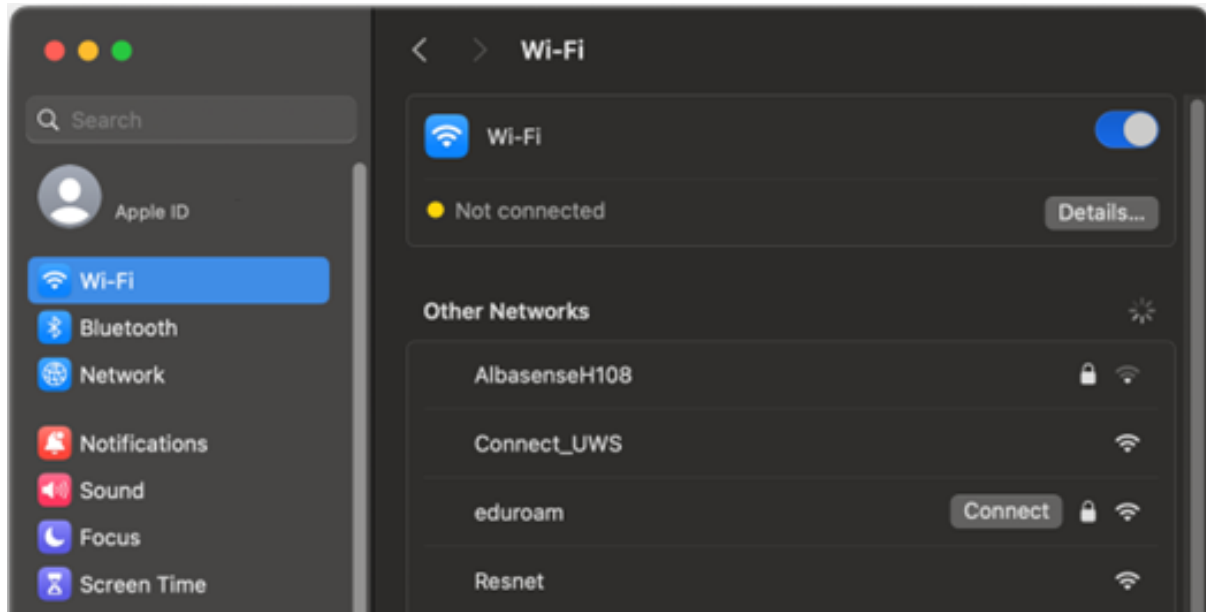 Search
Apple ID
Wi-Fi
Bluetooth
Network
Notifications
Sound
Focus
Screen Time
Wi-Fi
Wi-Fi
Not connected
Details...
Other Networks
AlbasenseH108
Connect_UWS
eduroam
Connect
Resnet